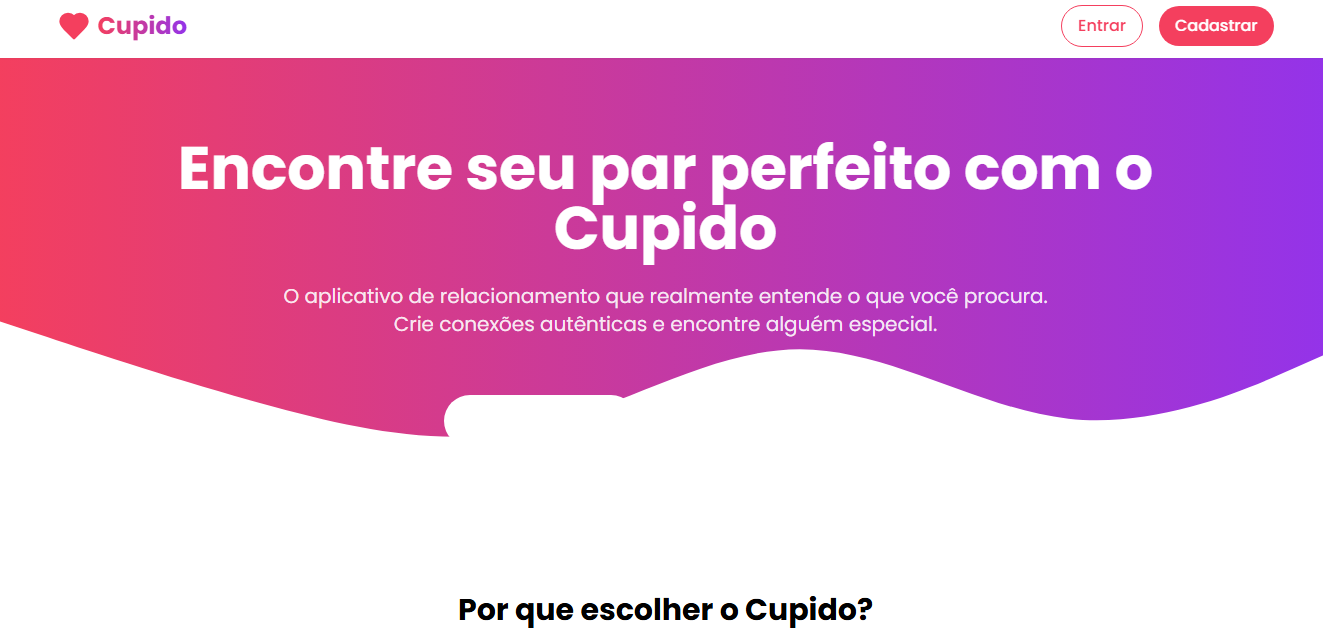 Cupido
Entrar
Cadastrar
Encontre seu par perfeito com o
Cupido
O aplicativo de relacionamento que realmente entende o que você procura.
Crie conexões autênticas e encontre alguém especial.
Por que escolher o Cupido?